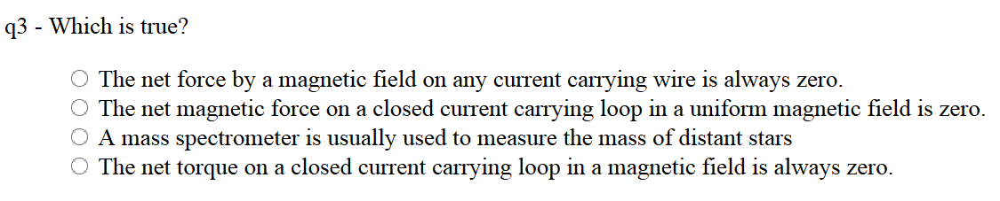 q3 - Which is true?
The net force by a magnetic field on any current carrying wire is always zero.
The net magnetic force on a closed current carrying loop in a uniform magnetic field is zero.
A mass spectrometer is usually used to measure the mass of distant stars
The net torque on a closed current carrying loop in a magnetic field is always zero.